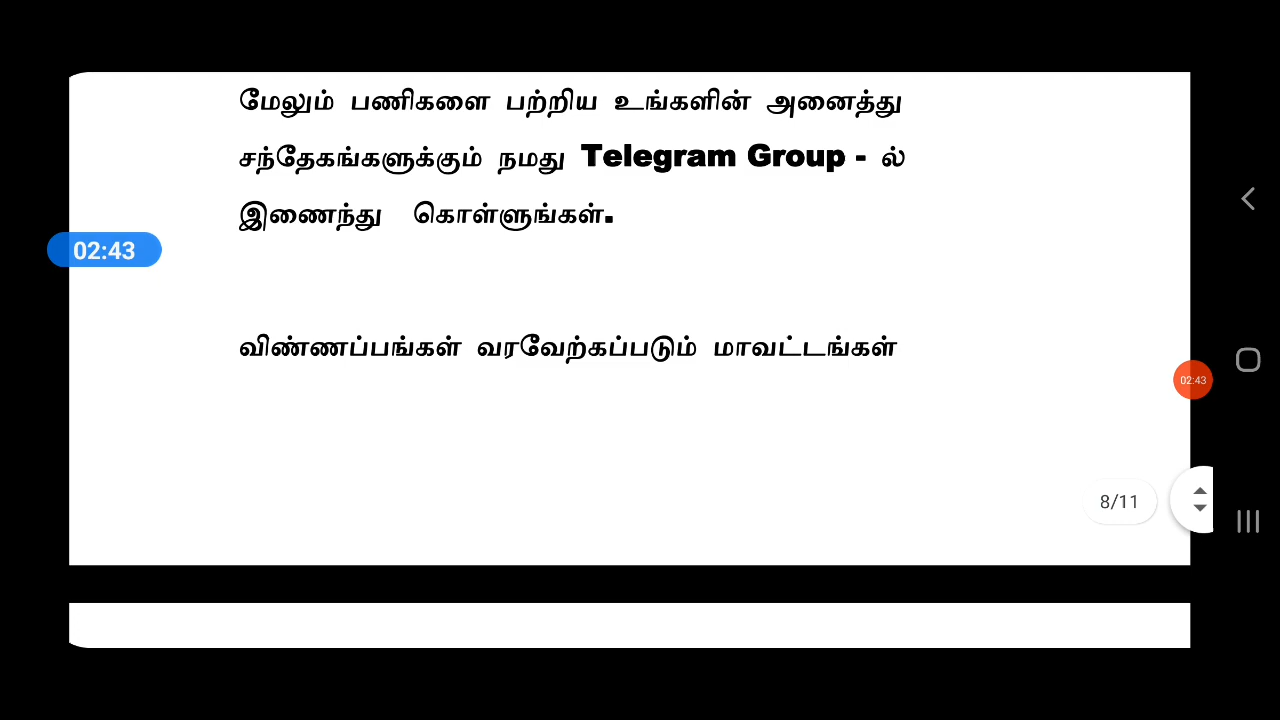 மேலும் பணிகளை பற்றிய உங்களின் அனைத்து
சந்தேகங்களுக்கும் நமது Telegram Group - ல்
இணைந்து கொள்ளுங்கள்.
02:43
விண்ணப்பங்கள் வரவேற்கப்படும் மாவட்டங்கள்
02:43
8/11